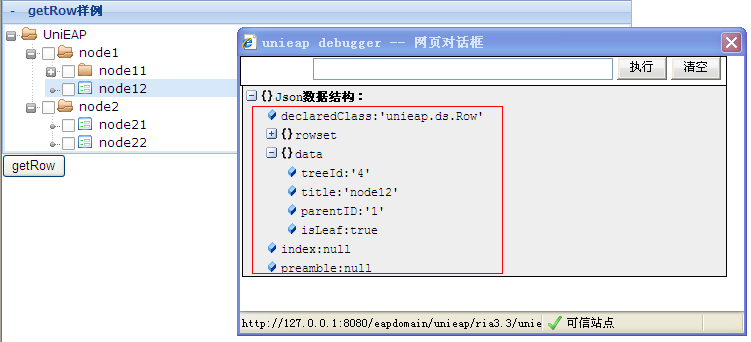 getRow样例
UniEAP
node1
node11
node12
node2
node21
node22
getRow
unieap debugger -- 网页对话框
执行 清空
{}Json数据结构：
declaredClass:'unieap.ds.Row'
{}rowset
{}data
treeId:'4'
title:'node12'
parentID:'1'
isLeaf:true
index:null
preamble:null
http://127.0.0.1:8080/eapdomain/unieap/ria3.3/unie 可信站点